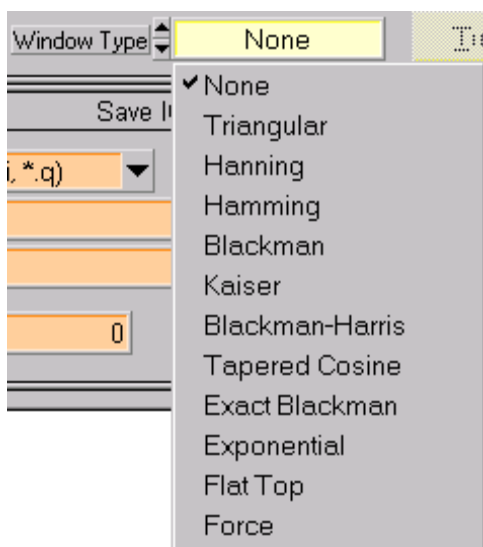 Window Type None
None
Save
Triangular
i, *.q)
Hanning
Hamming
Blackman
Kaiser
0
Blackman-Harris
Tapered Cosine
Exact Blackman
Exponential
Flat Top
Force